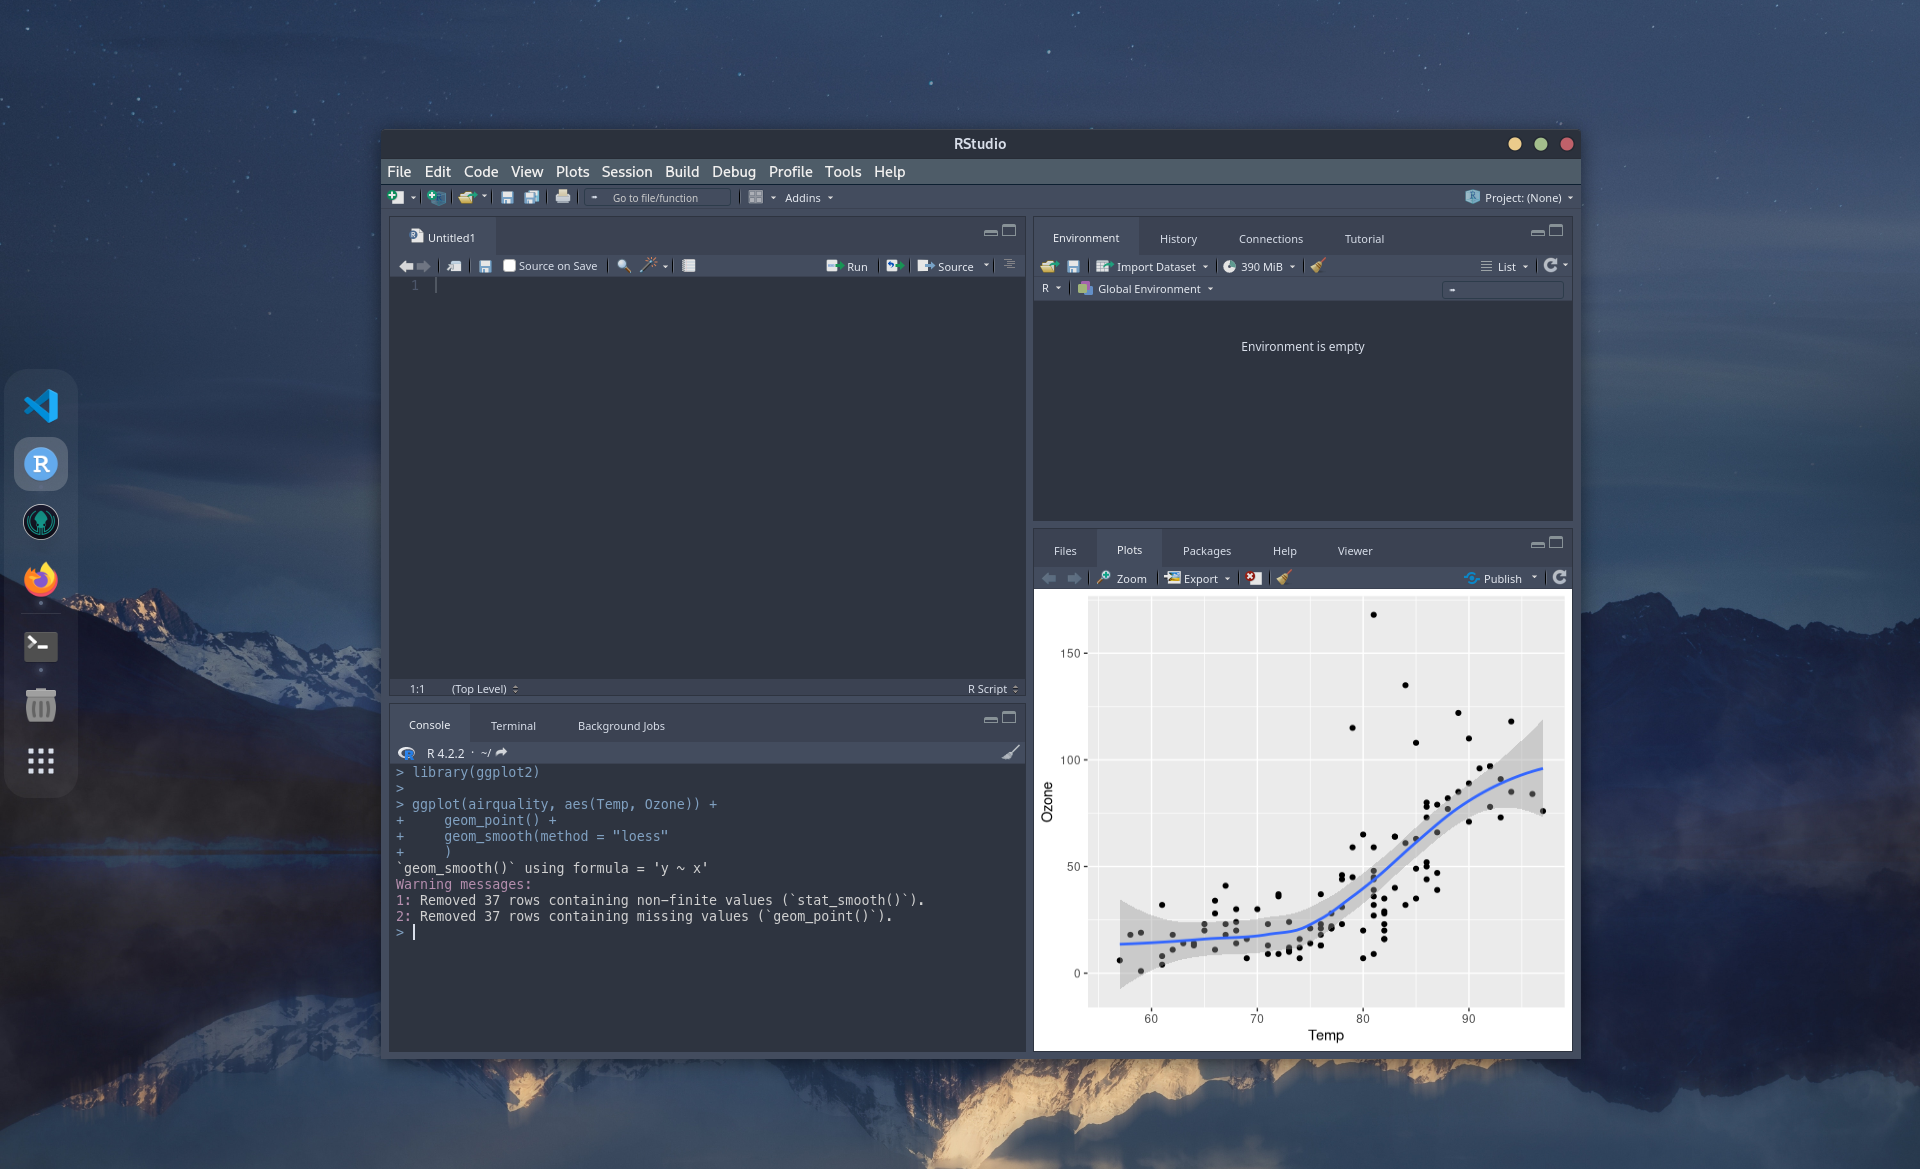 RStudio
File Edit Code View Plots Session Build Debug Profile Tools Help
Go to file/function Addins Project: (None)
Untitled1
Source on Save Run Source
1
1:1 (Top Level) R Script
Console Terminal Background Jobs
R 4.2.2 · ~/
> library(ggplot2)
>
> ggplot(airquality, aes(Temp, Ozone)) +
+     geom_point() +
+     geom_smooth(method = "loess"
+     )
`geom_smooth()` using formula = 'y ~ x'
Warning messages:
1: Removed 37 rows containing non-finite values (`stat_smooth()`).
2: Removed 37 rows containing missing values (`geom_point()`).
>
Environment History Connections Tutorial
Import Dataset 390 MiB List
R Global Environment
Environment is empty
Files Plots Packages Help Viewer
Zoom Export Publish
150
100
50
0
Ozone
60 70 80 90
Temp
R